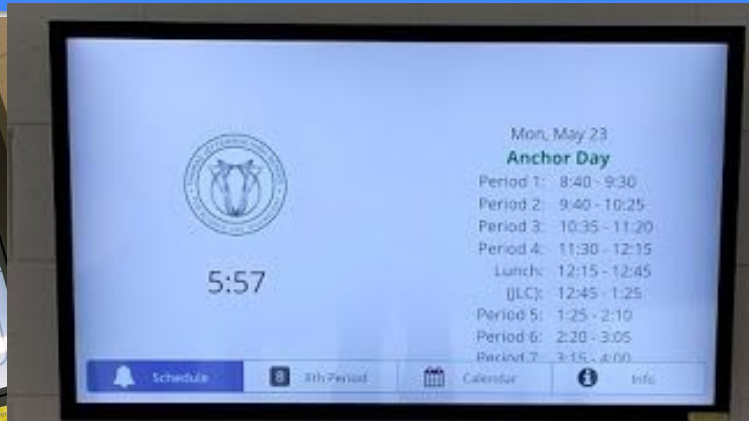 Mon, May 23
Anchor Day
Period 1: 8:40 - 9:30
Period 2: 9:40 - 10:25
Period 3: 10:35 - 11:20
Period 4: 11:30 - 12:15
Lunch: 12:15 - 12:45
(JLC): 12:45 - 1:25
Period 5: 1:25 - 2:10
Period 6: 2:20 - 3:05
Period 7: 3:15 - 4:00
5:57
Schedule
8 8th Period
Calendar
Info